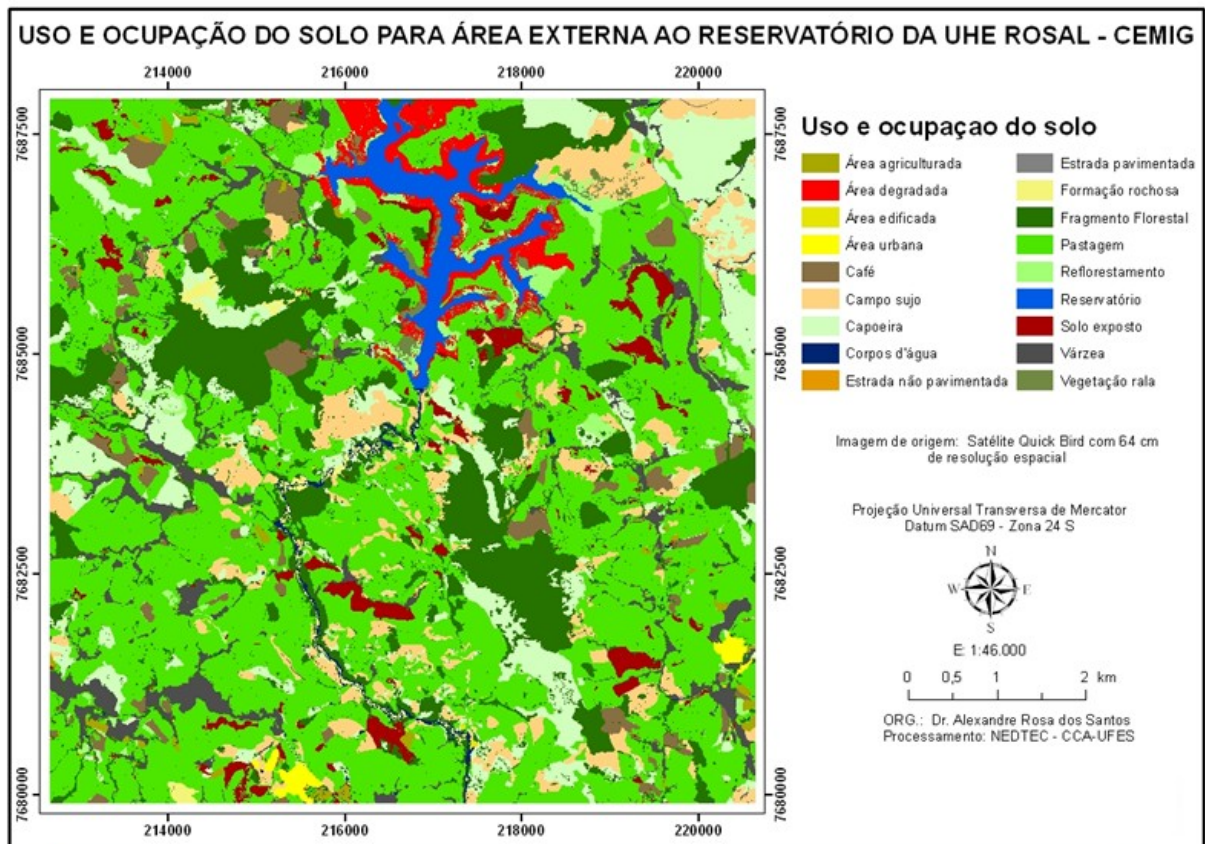 USO E OCUPAÇÃO DO SOLO PARA ÁREA EXTERNA AO RESERVATÓRIO DA UHE ROSAL - CEMIG
214000 216000 218000 220000
7687500 7687500
7685000 7685000
7682500 7682500
7680000 7680000
214000 216000 218000 220000
Uso e ocupaçao do solo
Área agriculturada
Área degradada
Área edificada
Área urbana
Café
Campo sujo
Capoeira
Corpos d'água
Estrada não pavimentada
Estrada pavimentada
Formação rochosa
Fragmento Florestal
Pastagem
Reflorestamento
Reservatório
Solo exposto
Várzea
Vegetação rala
Imagem de origem: Satélite Quick Bird com 64 cm
de resolução espacial
Projeção Universal Transversa de Mercator
Datum SAD69 - Zona 24 S
N
W E
S
E: 1:46.000
0 0,5 1 2 km
ORG.: Dr. Alexandre Rosa dos Santos
Processamento: NEDTEC - CCA-UFES